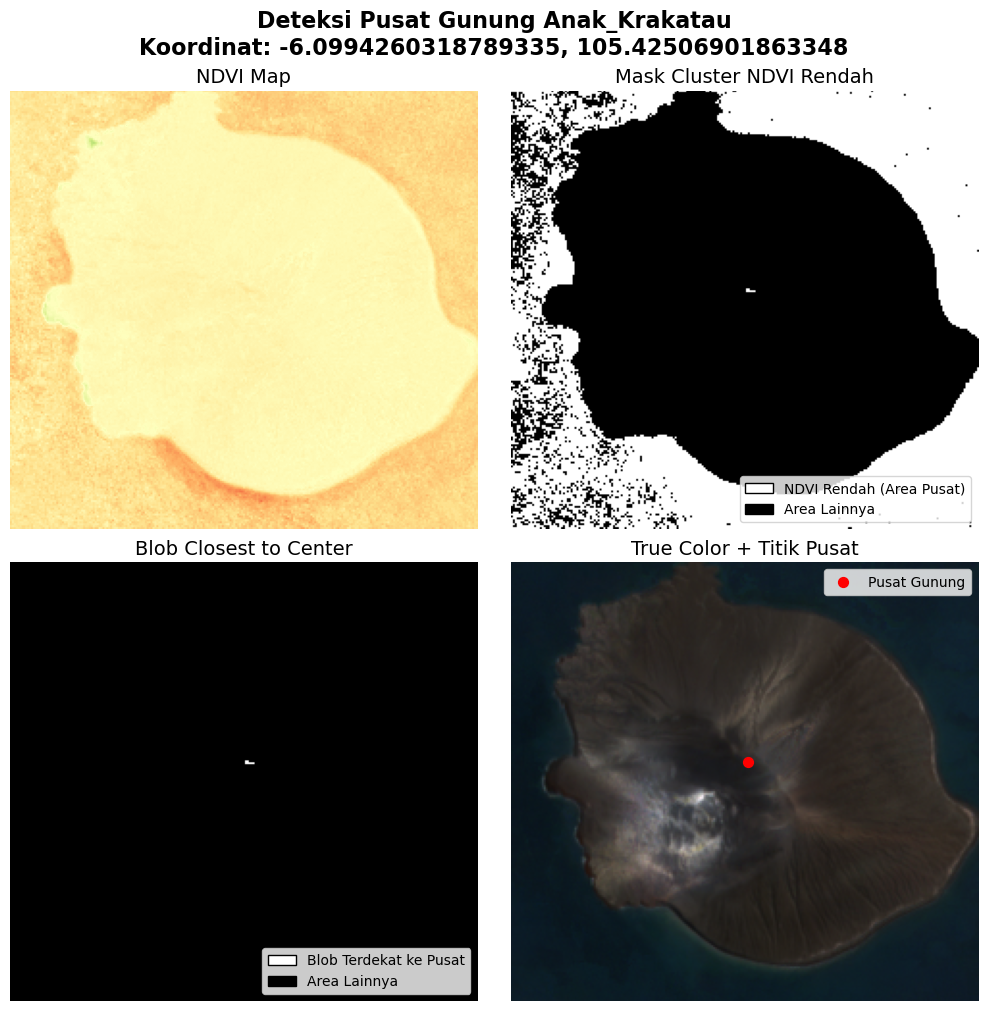 Deteksi Pusat Gunung Anak_Krakatau
Koordinat: -6.0994260318789335, 105.42506901863348
NDVI Map
Mask Cluster NDVI Rendah
NDVI Rendah (Area Pusat)
Area Lainnya
Blob Closest to Center
True Color + Titik Pusat
Pusat Gunung
Blob Terdekat ke Pusat
Area Lainnya